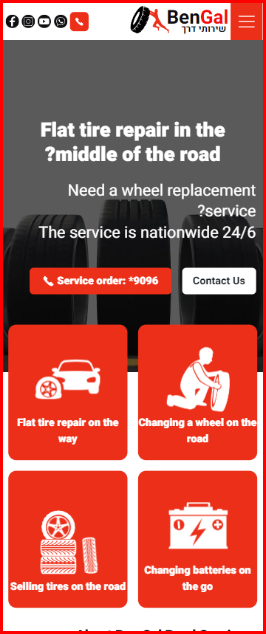 BenGal
שירותי דרך
Flat tire repair in the
?middle of the road
Need a wheel replacement
?service
The service is nationwide 24/6
Service order: *9096
Contact Us
Flat tire repair on the
way
Changing a wheel on the
road
Selling tires on the road
Changing batteries on
the go